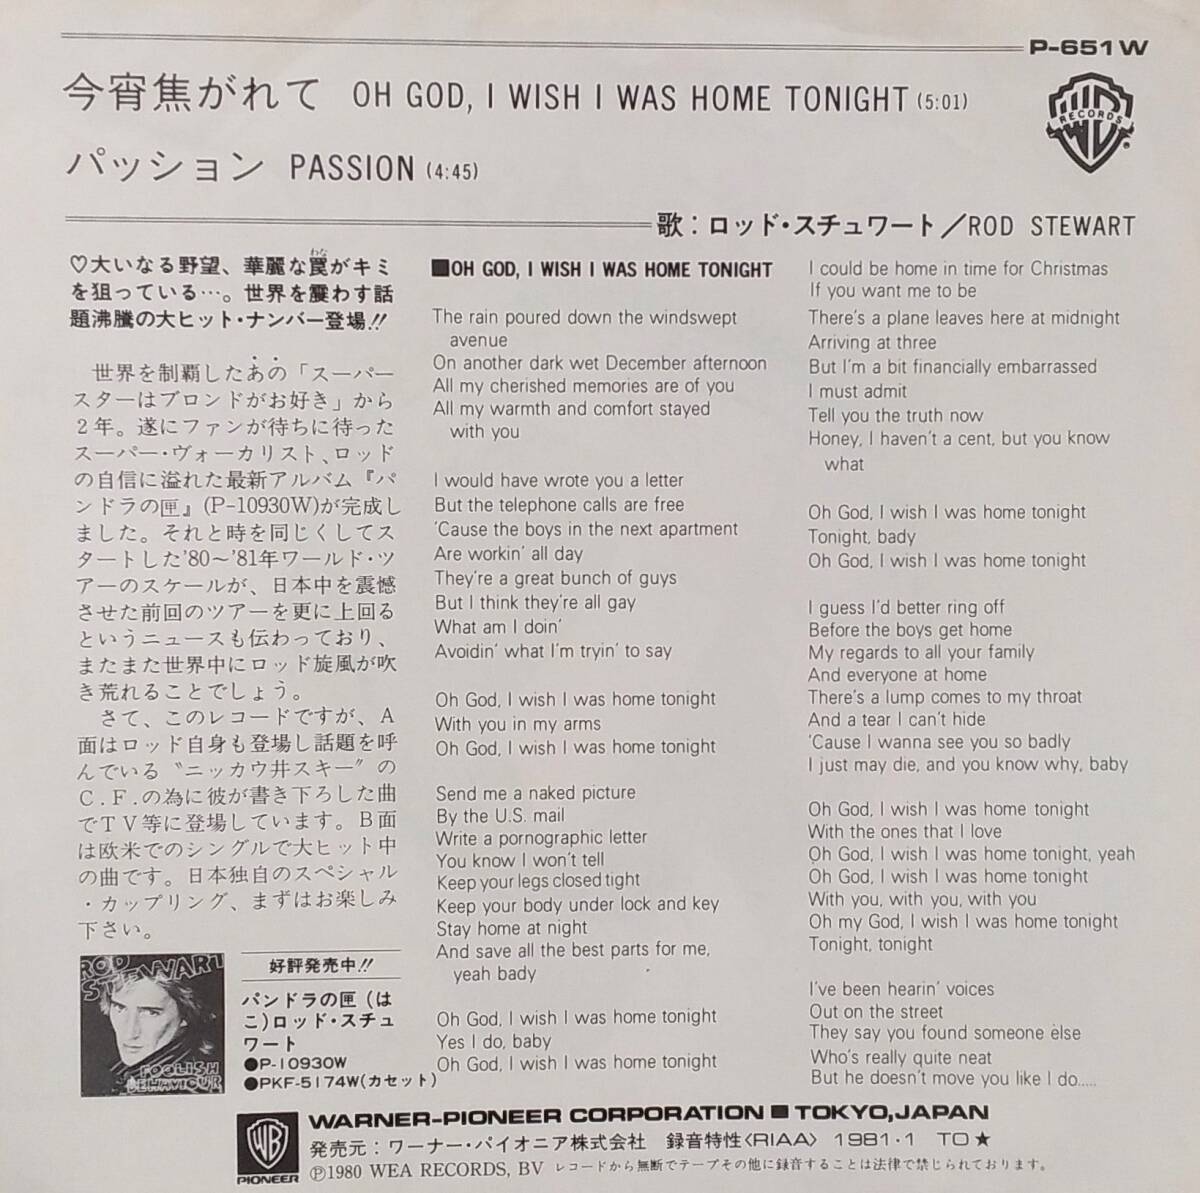 P-651W
今宵焦がれて OH GOD, I WISH I WAS HOME TONIGHT (5:01)
パッション PASSION (4:45)
RECORDS
歌：ロッド・スチュワート／ROD STEWART
♡大いなる野望、華麗な罠がキミ
わな
を狙っている…。世界を震わす話
題沸騰の大ヒット・ナンバー登場!!
世界を制覇したあの「スーパー
スターはブロンドがお好き」から
2年。遂にファンが待ちに待った
スーパー・ヴォーカリスト、ロッド
の自信に溢れた最新アルバム『パ
ンドラの匣』(P-10930W)が完成し
ました。それと時を同じくしてス
タートした'80～'81年ワールド・ツ
アーのスケールが、日本中を震憾
させた前回のツアーを更に上回る
というニュースも伝わっており、
またまた世界中にロッド旋風が吹
き荒れることでしょう。
さて、このレコードですが、A
面はロッド自身も登場し話題を呼
んでいる〝ニッカウ井スキー〟の
C.F.の為に彼が書き下ろした曲
でTV等に登場しています。B面
は欧米でのシングルで大ヒット中
の曲です。日本独自のスペシャル
・カップリング、まずはお楽しみ
下さい。
ROD
STEWART
FOOLISH
BEHAVIOUR
好評発売中!!
パンドラの匣（は
こ）ロッド・スチュ
ワート
●P-10930W
●PKF-5174W(カセット)
■OH GOD, I WISH I WAS HOME TONIGHT
The rain poured down the windswept
avenue
On another dark wet December afternoon
All my cherished memories are of you
All my warmth and comfort stayed
with you
I would have wrote you a letter
But the telephone calls are free
'Cause the boys in the next apartment
Are workin' all day
They're a great bunch of guys
But I think they're all gay
What am I doin'
Avoidin' what I'm tryin' to say
Oh God, I wish I was home tonight
With you in my arms
Oh God, I wish I was home tonight
Send me a naked picture
By the U.S. mail
Write a pornographic letter
You know I won't tell
Keep your legs closed tight
Keep your body under lock and key
Stay home at night
And save all the best parts for me,
yeah bady
Oh God, I wish I was home tonight
Yes I do, baby
Oh God, I wish I was home tonight
I could be home in time for Christmas
If you want me to be
There's a plane leaves here at midnight
Arriving at three
But I'm a bit financially embarrassed
I must admit
Tell you the truth now
Honey, I haven't a cent, but you know
what
Oh God, I wish I was home tonight
Tonight, bady
Oh God, I wish I was home tonight
I guess I'd better ring off
Before the boys get home
My regards to all your family
And everyone at home
There's a lump comes to my throat
And a tear I can't hide
'Cause I wanna see you so badly
I just may die, and you know why, baby
Oh God, I wish I was home tonight
With the ones that I love
Oh God, I wish I was home tonight, yeah
Oh God, I wish I was home tonight
With you, with you, with you
Oh my God, I wish I was home tonight
Tonight, tonight
I've been hearin' voices
Out on the street
They say you found someone else
Who's really quite neat
But he doesn't move you like I do.....
PIONEER
WARNER-PIONEER CORPORATION ■ TOKYO, JAPAN
発売元：ワーナー・パイオニア株式会社 録音特性〈RIAA〉 1981・1 TO★
Ⓟ1980 WEA RECORDS, BV レコードから無断でテープその他に録音することは法律で禁じられております。